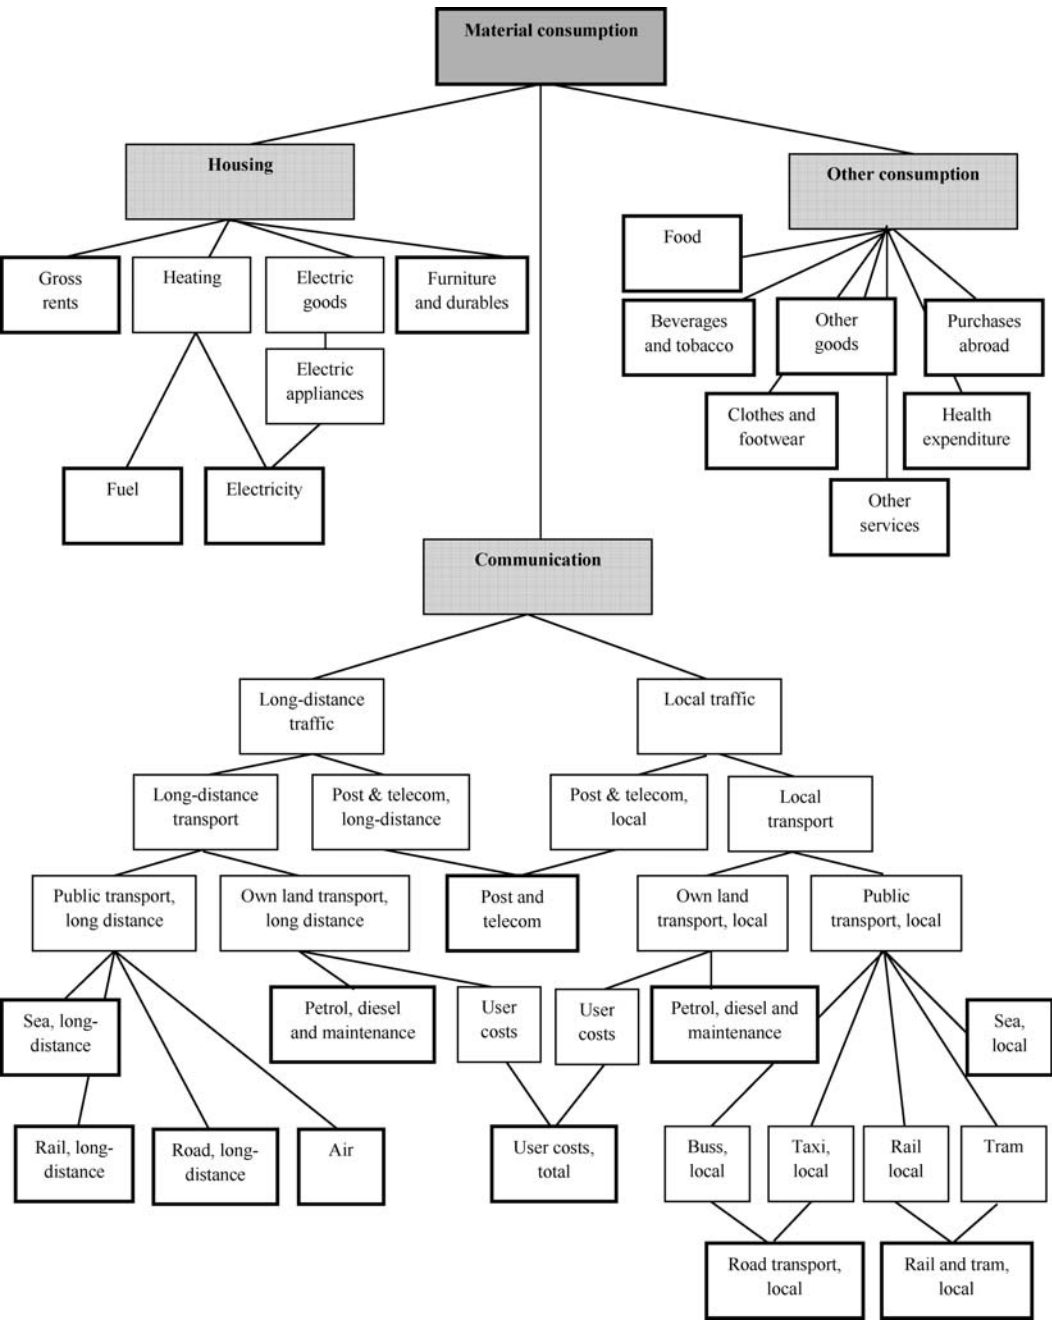 Material consumption
Housing
Other consumption
Food
Gross
rents
Heating
Electric
goods
Furniture
and durables
Beverages
and tobacco
Other
goods
Purchases
abroad
Electric
appliances
Clothes and
footwear
Health
expenditure
Fuel
Electricity
Other
services
Communication
Long-distance
traffic
Local traffic
Long-distance
transport
Post & telecom,
long-distance
Post & telecom,
local
Local
transport
Public transport,
long distance
Own land transport,
long distance
Post and
telecom
Own land
transport, local
Public
transport, local
Sea, long-
distance
Petrol, diesel
and maintenance
User
costs
User
costs
Petrol, diesel and
maintenance
Sea,
local
Rail, long-
distance
Road, long-
distance
Air
User costs,
total
Buss,
local
Taxi,
local
Rail
local
Tram
Road transport,
local
Rail and tram,
local